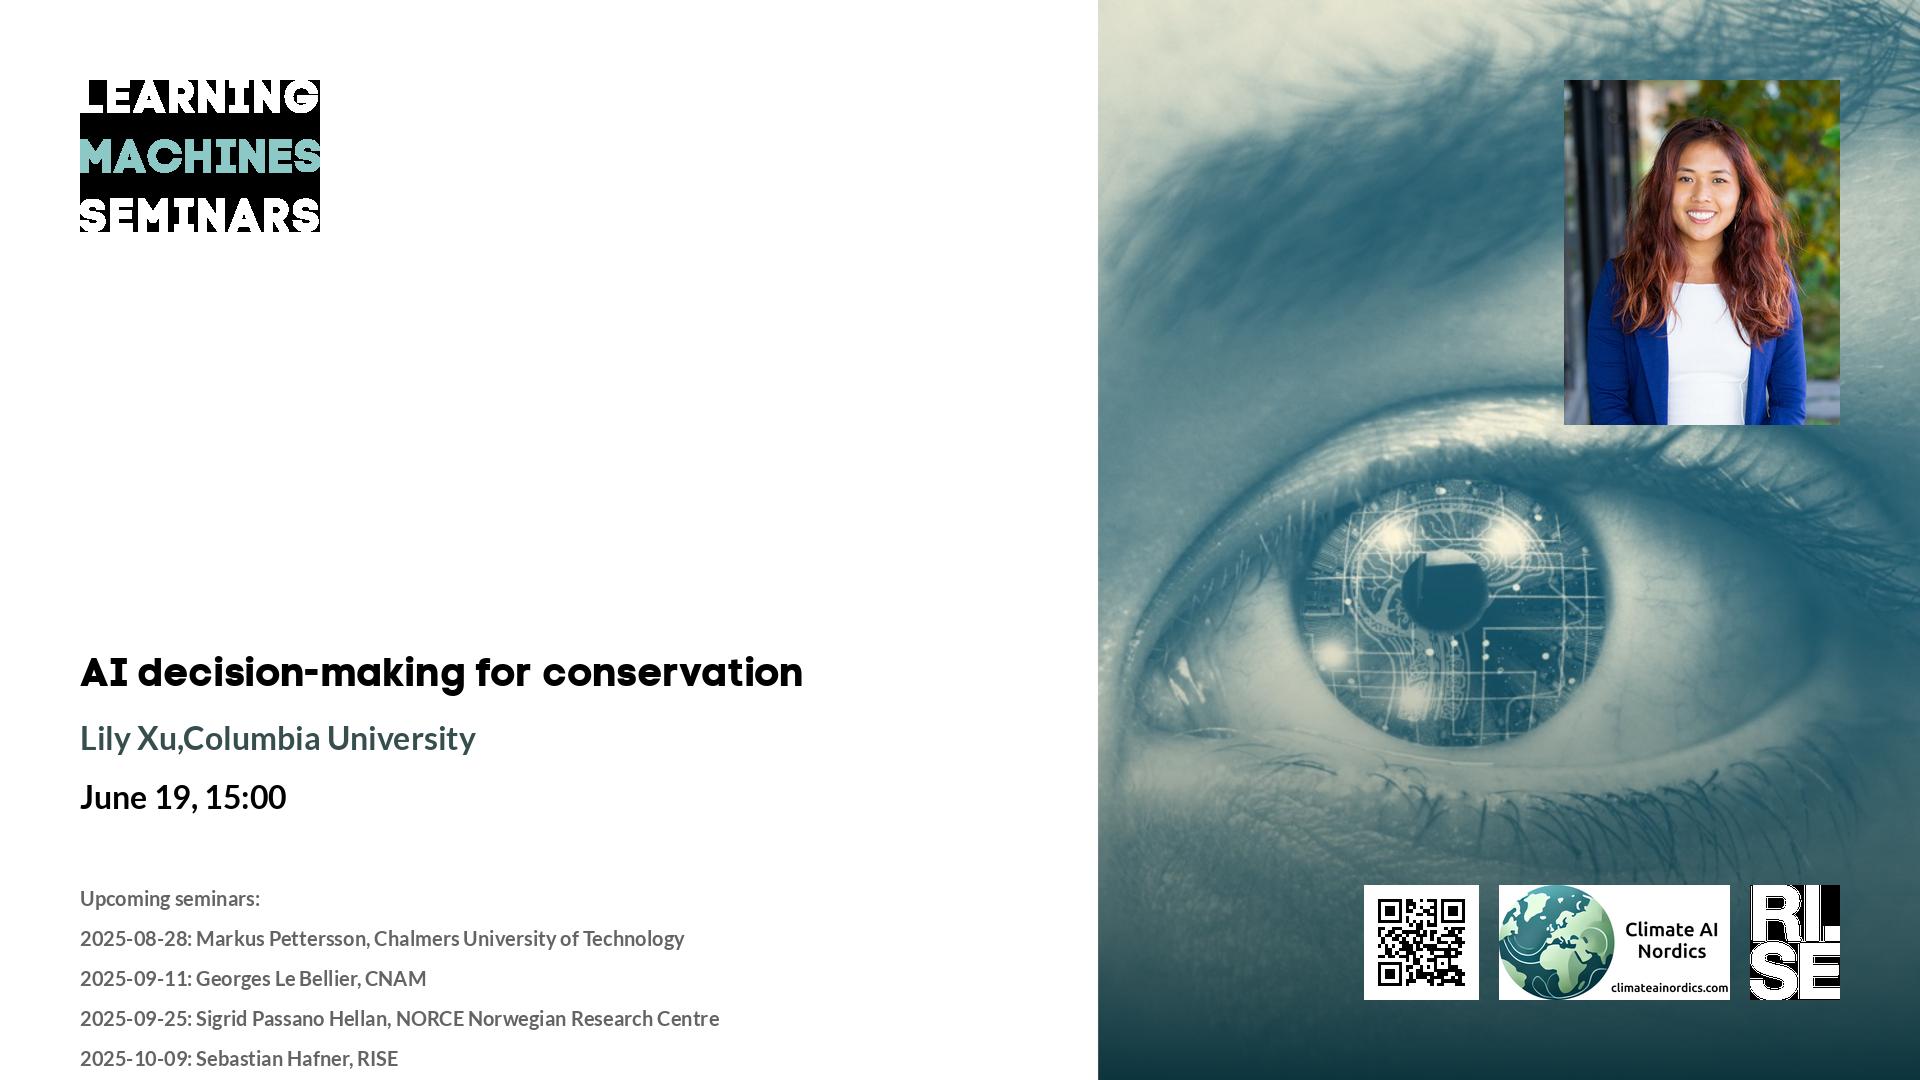 LEARNING
MACHINES
SEMINARS
AI decision-making for conservation
Lily Xu,Columbia University
June 19, 15:00
Upcoming seminars:
2025-08-28: Markus Pettersson, Chalmers University of Technology
2025-09-11: Georges Le Bellier, CNAM
2025-09-25: Sigrid Passano Hellan, NORCE Norwegian Research Centre
2025-10-09: Sebastian Hafner, RISE
Climate AI
Nordics
climateainordics.com
RI
SE